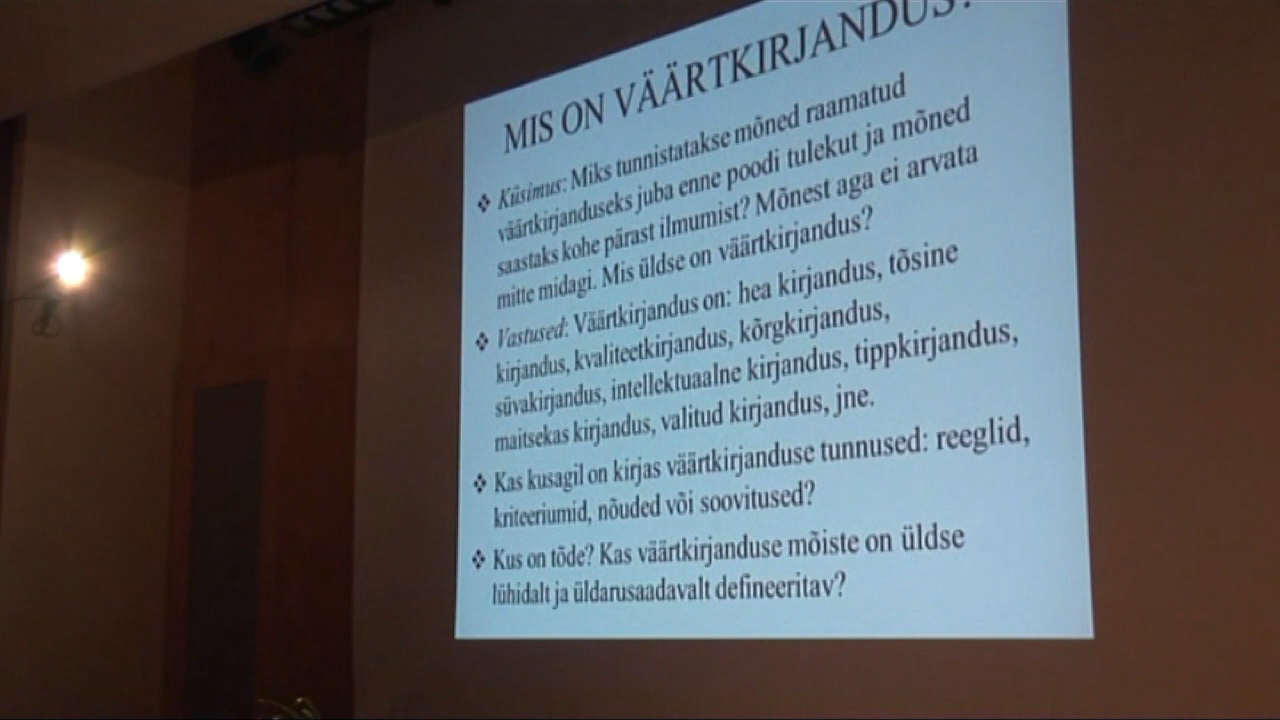 MIS ON VÄÄRTKIRJANDUS?
❖ Küsimus: Miks tunnistatakse mõned raamatud
väärtkirjanduseks juba enne poodi tulekut ja mõned
saastaks kohe pärast ilmumist? Mõnest aga ei arvata
mitte midagi. Mis üldse on väärtkirjandus?
❖ Vastused: Väärtkirjandus on: hea kirjandus, tõsine
kirjandus, kvaliteetkirjandus, kõrgkirjandus,
süvakirjandus, intellektuaalne kirjandus, tippkirjandus,
maitsekas kirjandus, valitud kirjandus, jne.
❖ Kas kusagil on kirjas väärtkirjanduse tunnused: reeglid,
kriteeriumid, nõuded või soovitused?
❖ Kus on tõde? Kas väärtkirjanduse mõiste on üldse
lühidalt ja üldarusaadavalt defineeritav?